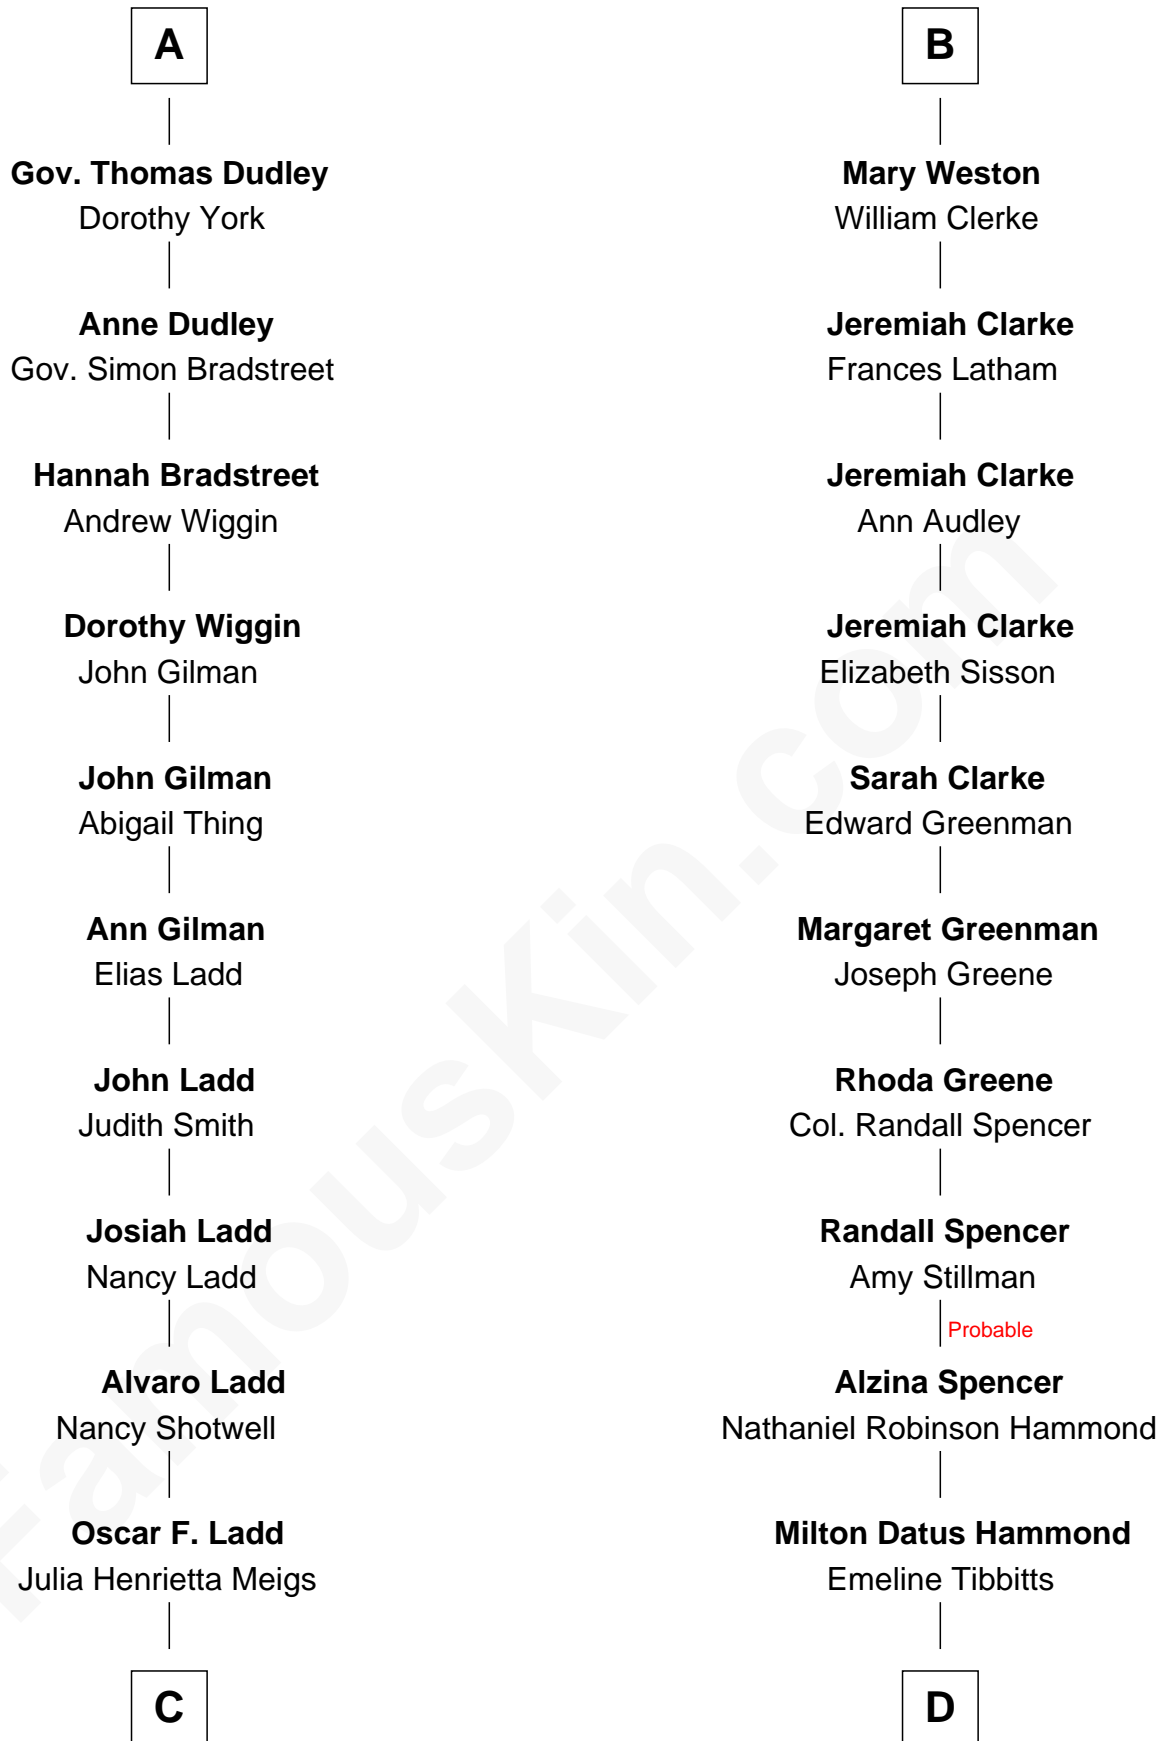 A
Gov. Thomas Dudley
Dorothy York
Anne Dudley
Gov. Simon Bradstreet
Hannah Bradstreet
Andrew Wiggin
Dorothy Wiggin
John Gilman
John Gilman
Abigail Thing
Ann Gilman
Elias Ladd
John Ladd
Judith Smith
Josiah Ladd
Nancy Ladd
Alvaro Ladd
Nancy Shotwell
Oscar F. Ladd
Julia Henrietta Meigs
C
B
Mary Weston
William Clerke
Jeremiah Clarke
Frances Latham
Jeremiah Clarke
Ann Audley
Jeremiah Clarke
Elizabeth Sisson
Sarah Clarke
Edward Greenman
Margaret Greenman
Joseph Greene
Rhoda Greene
Col. Randall Spencer
Randall Spencer
Amy Stillman
Probable
Alzina Spencer
Nathaniel Robinson Hammond
Milton Datus Hammond
Emeline Tibbitts
D
FamousKin.com